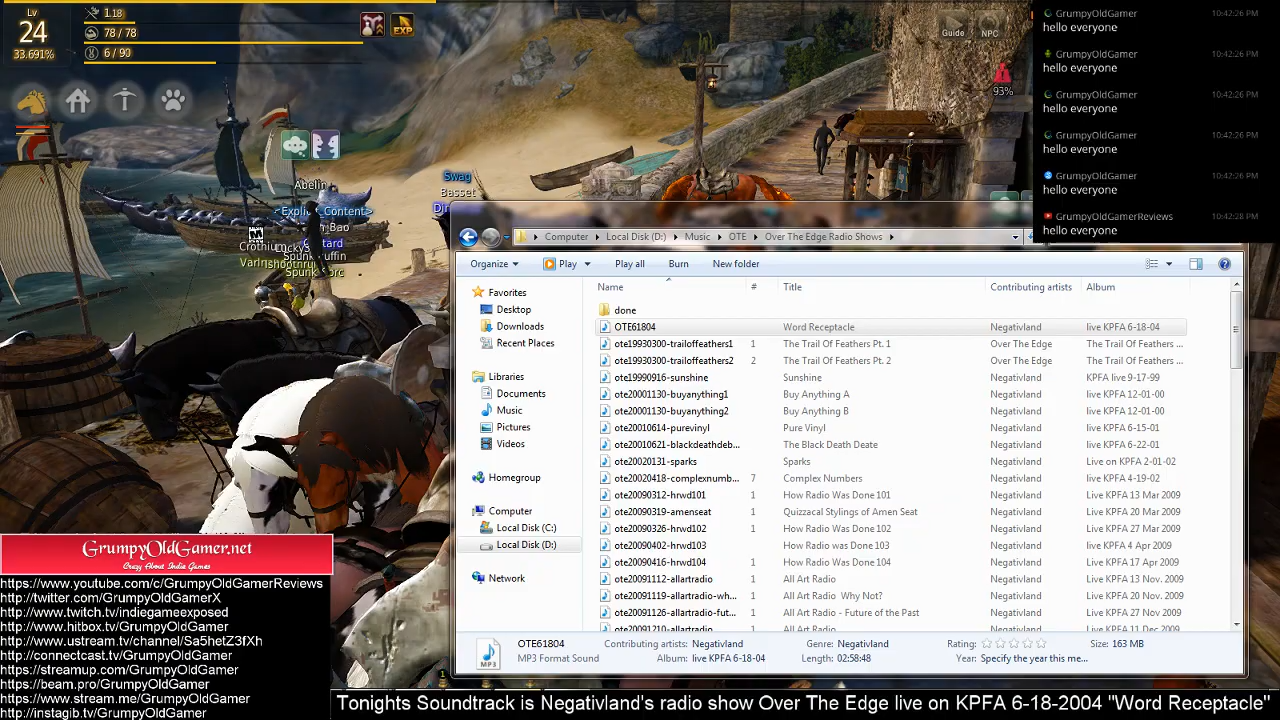 Lv
24
33.691%
1.18
78 / 78
6 / 90
EXP
Guide
NPC
93%
Abelin
Swag
Basset
GrumpyOldGamer 10:42:26 PM
hello everyone
GrumpyOldGamer 10:42:26 PM
hello everyone
GrumpyOldGamer 10:42:26 PM
hello everyone
GrumpyOldGamer 10:42:26 PM
hello everyone
GrumpyOldGamer 10:42:26 PM
hello everyone
GrumpyOldGamerReviews 10:42:28 PM
hello everyone
Computer Local Disk (D:) Music OTE Over The Edge Radio Shows
Organize Play Play all Burn New folder
Favorites
Desktop
Downloads
Recent Places
Libraries
Documents
Music
Pictures
Videos
Homegroup
Computer
Local Disk (C:)
Local Disk (D:)
Network
Name # Title Contributing artists Album
done
OTE61804 Word Receptacle Negativland live KPFA 6-18-04
ote19930300-trailoffeathers1 1 The Trail Of Feathers Pt. 1 Over The Edge The Trail Of Feathers ...
ote19930300-trailoffeathers2 2 The Trail Of Feathers Pt. 2 Over The Edge The Trail Of Feathers ...
ote19990916-sunshine Sunshine Negativland KPFA live 9-17-99
ote20001130-buyanything1 Buy Anything A Negativland live KPFA 12-01-00
ote20001130-buyanything2 Buy Anything B Negativland live KPFA 12-01-00
ote20010614-purevinyl Pure Vinyl Negativland live KPFA 6-15-01
ote20010621-blackdeathdeb... The Black Death Deate Negativland live KPFA 6-22-01
ote20020131-sparks Sparks Negativland Live on KPFA 2-01-02
ote20020418-complexnumb... 7 Complex Numbers Negativland live KPFA 4-19-02
ote20090312-hrwd101 1 How Radio Was Done 101 Negativland Live KPFA 13 Mar 2009
ote20090319-amenseat 1 Quizzacal Stylings of Amen Seat Negativland Live KPFA 20 Mar 2009
ote20090326-hrwd102 1 How Radio Was Done 102 Negativland Live KPFA 27 Mar 2009
ote20090402-hrwd103 1 How Radio was Done 103 Negativland Live KPFA 4 Apr 2009
ote20090416-hrwd104 1 How Radio Was Done 104 Negativland Live KPFA 17 Apr 2009
ote20091112-allartradio 1 All Art Radio Negativland Live KPFA 13 Nov. 2009
ote20091119-allartradio-wh... 1 All Art Radio Why Not? Negativland Live KPFA 20 Nov. 2009
ote20091126-allartradio-fut... 1 All Art Radio - Future of the Past Negativland Live KPFA 27 Nov 2009
ote20091210-allartradio 1 All Art Radio Negativland Live KPFA 11 Dec 2009
MP3
OTE61804 Contributing artists: Negativland Genre: Negativland Rating: Size: 163 MB
MP3 Format Sound Album: live KPFA 6-18-04 Length: 02:58:48 Year: Specify the year this me...
GrumpyOldGamer.net
Crazy About Indie Games
https://www.youtube.com/c/GrumpyOldGamerReviews
http://twitter.com/GrumpyOldGamerX
http://www.twitch.tv/indiegameexposed
http://www.hitbox.tv/GrumpyOldGamer
http://www.ustream.tv/channel/Sa5hetZ3fXh
http://connectcast.tv/GrumpyOldGamer
https://streamup.com/GrumpyOldGamer
https://beam.pro/GrumpyOldGamer
https://www.stream.me/GrumpyOldGamer
http://instagib.tv/GrumpyOldGamer
Tonights Soundtrack is Negativland's radio show Over The Edge live on KPFA 6-18-2004 "Word Receptacle"